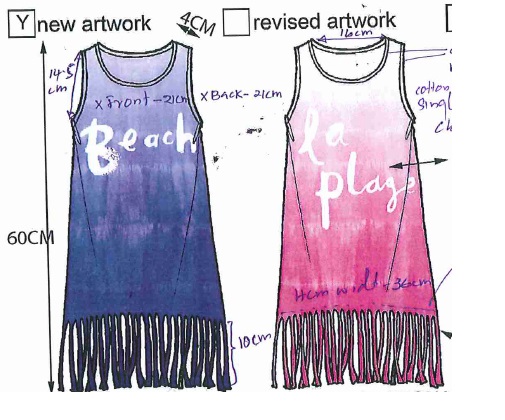 Y new artwork
4CM
revised artwork
16cm
14.5
cm
x front - 21cm
x Back - 21cm
cotton
singl
ch
Beach
la
plage
60CM
Hem width - 36cm
10cm